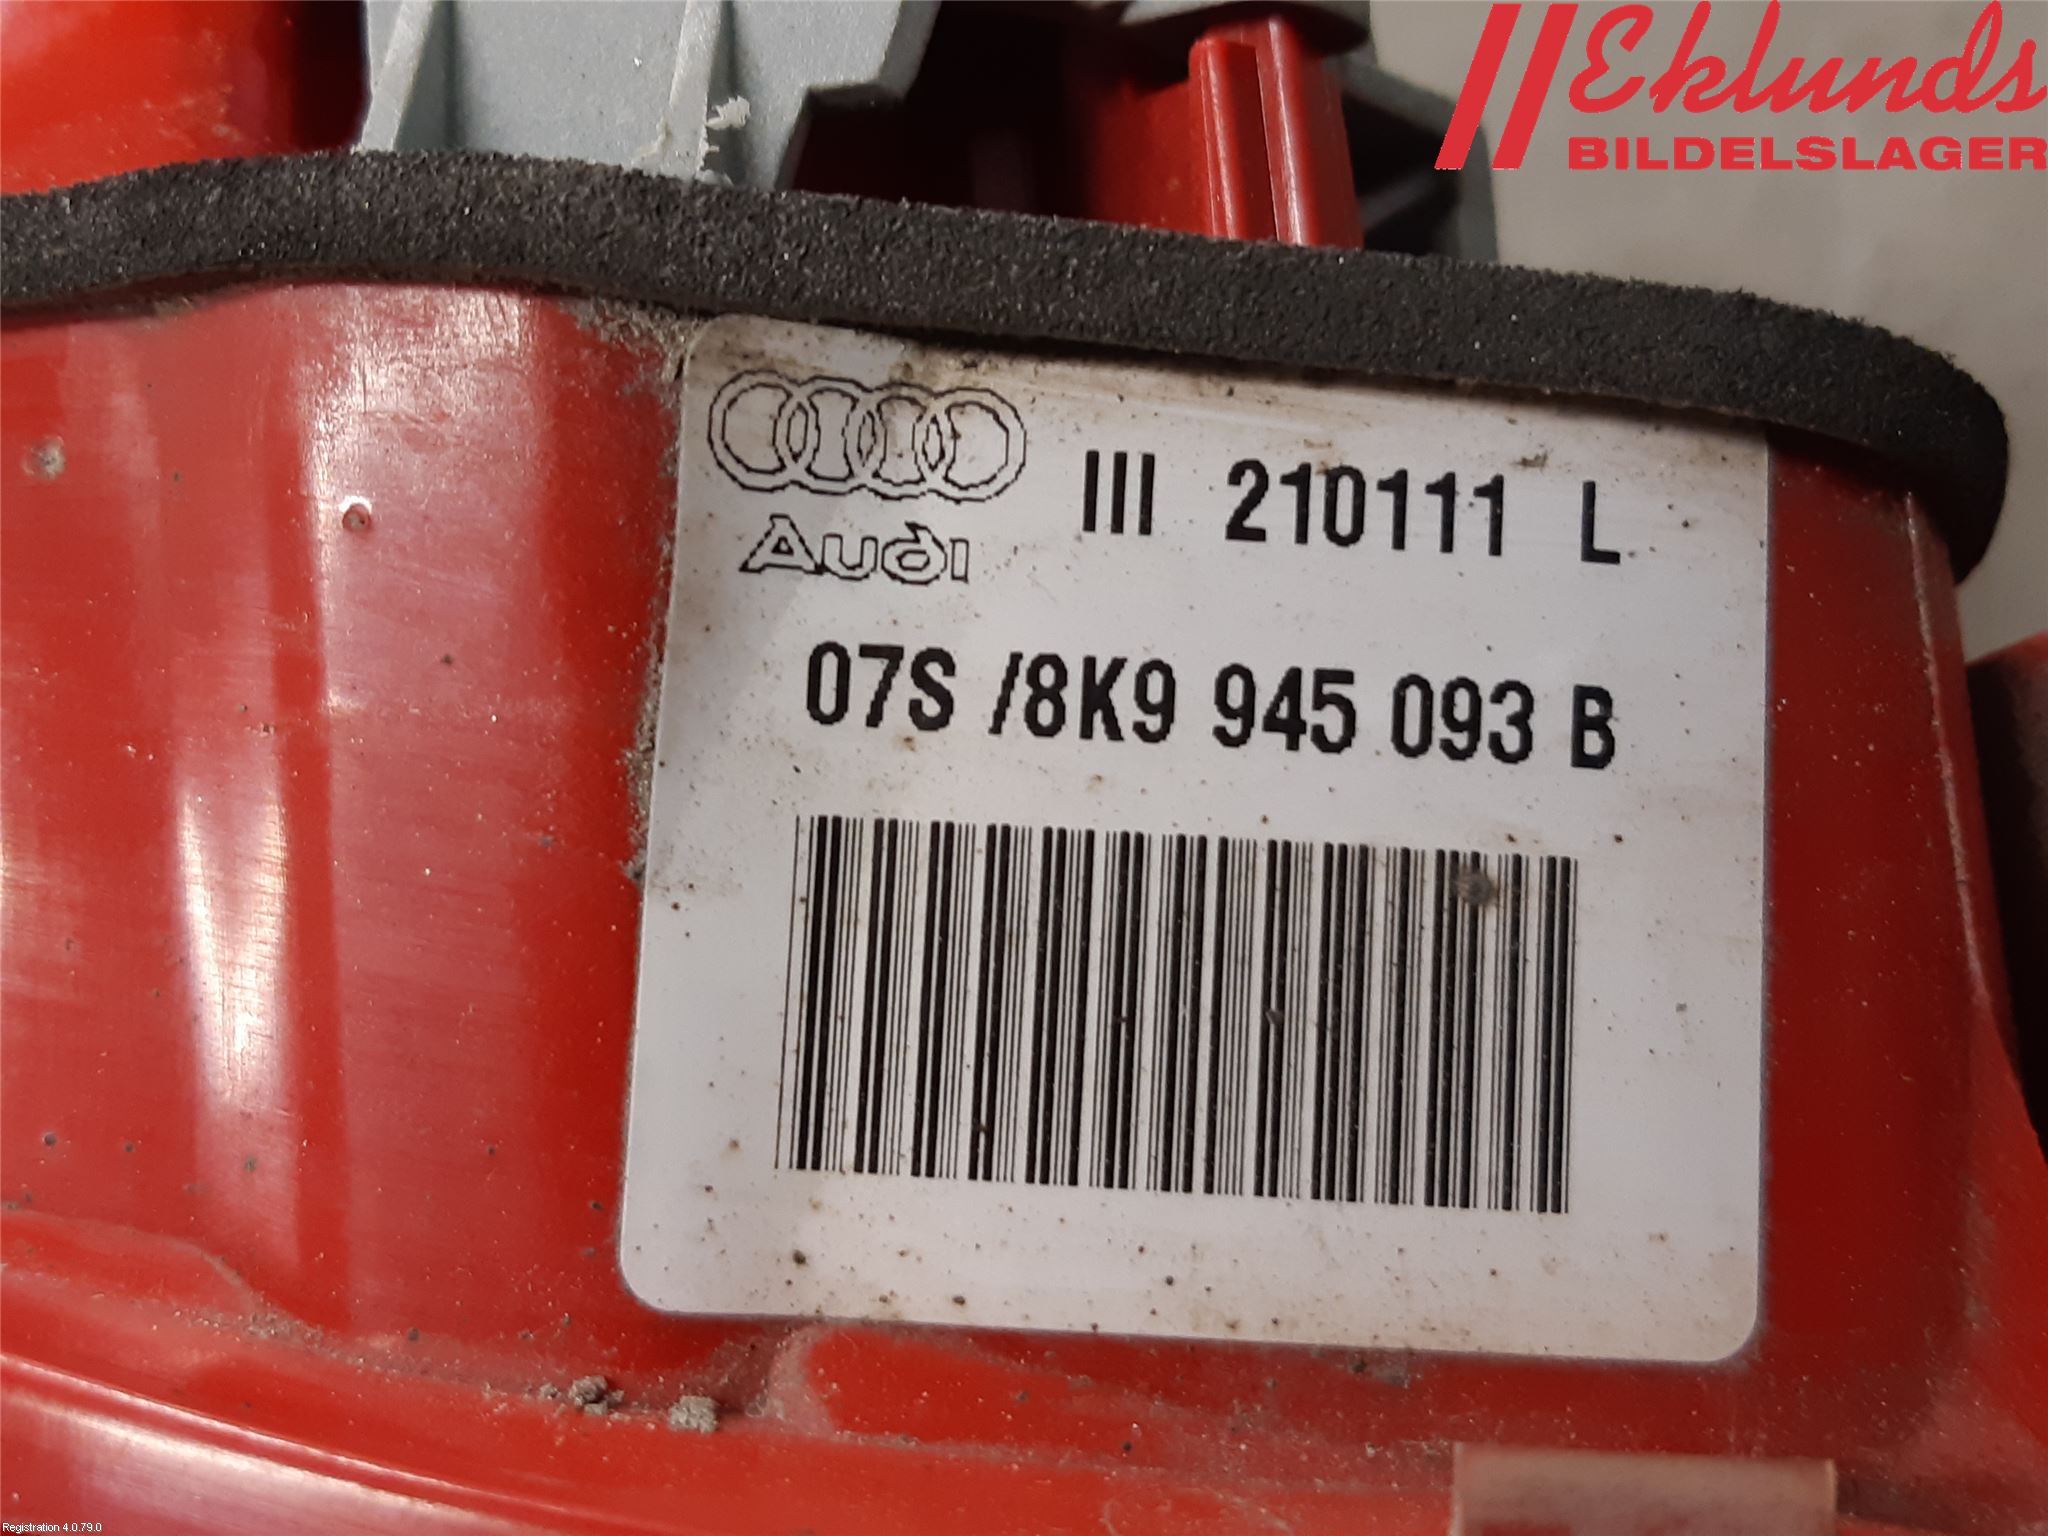 Eklunds
BILDELSLAGER
Audi
III 210111 L
07S /8K9 945 093 B
Registration 4.0.79.0